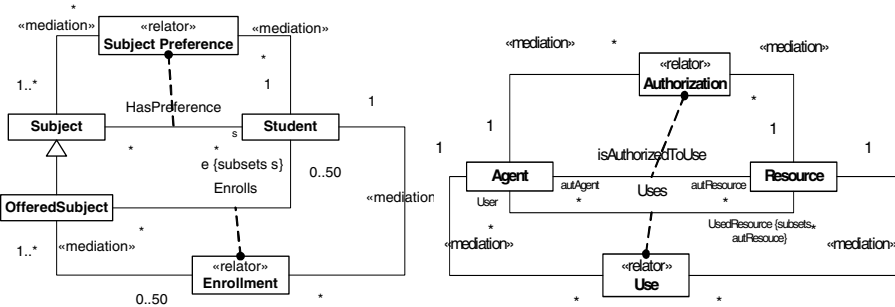 *
«mediation»
«relator»
Subject Preference
«mediation»
*
1..*
1
1
HasPreference
Subject
s
Student
*
*
e {subsets s}
0..50
Enrolls
OfferedSubject
*
«mediation
1..*
«mediation»
«relator»
Enrollment
0..50
*
«mediation»
*
«relator»
Authorization
«mediation»
*
1
1
1
1
isAuthorizedToUse
Agent
autAgent
Uses
autResource
Resource
User
*
*
UsedResource {subsets
autResouce}
*
*
«mediation»
«mediation»
«relator»
Use
*
*